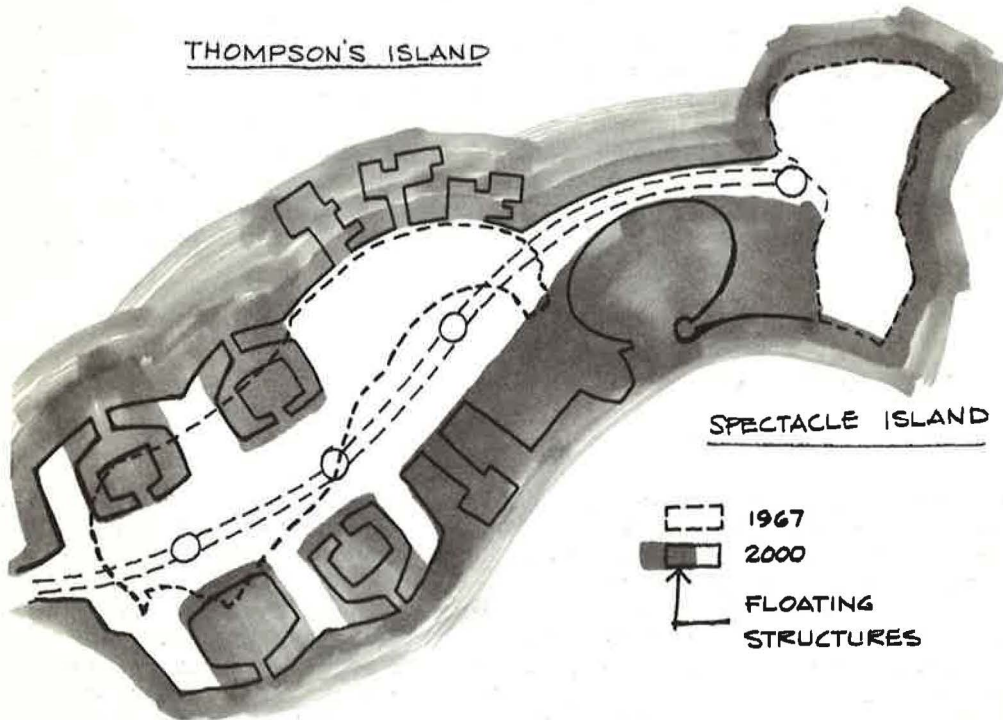 THOMPSON'S ISLAND
SPECTACLE ISLAND
1967
2000
FLOATING
STRUCTURES